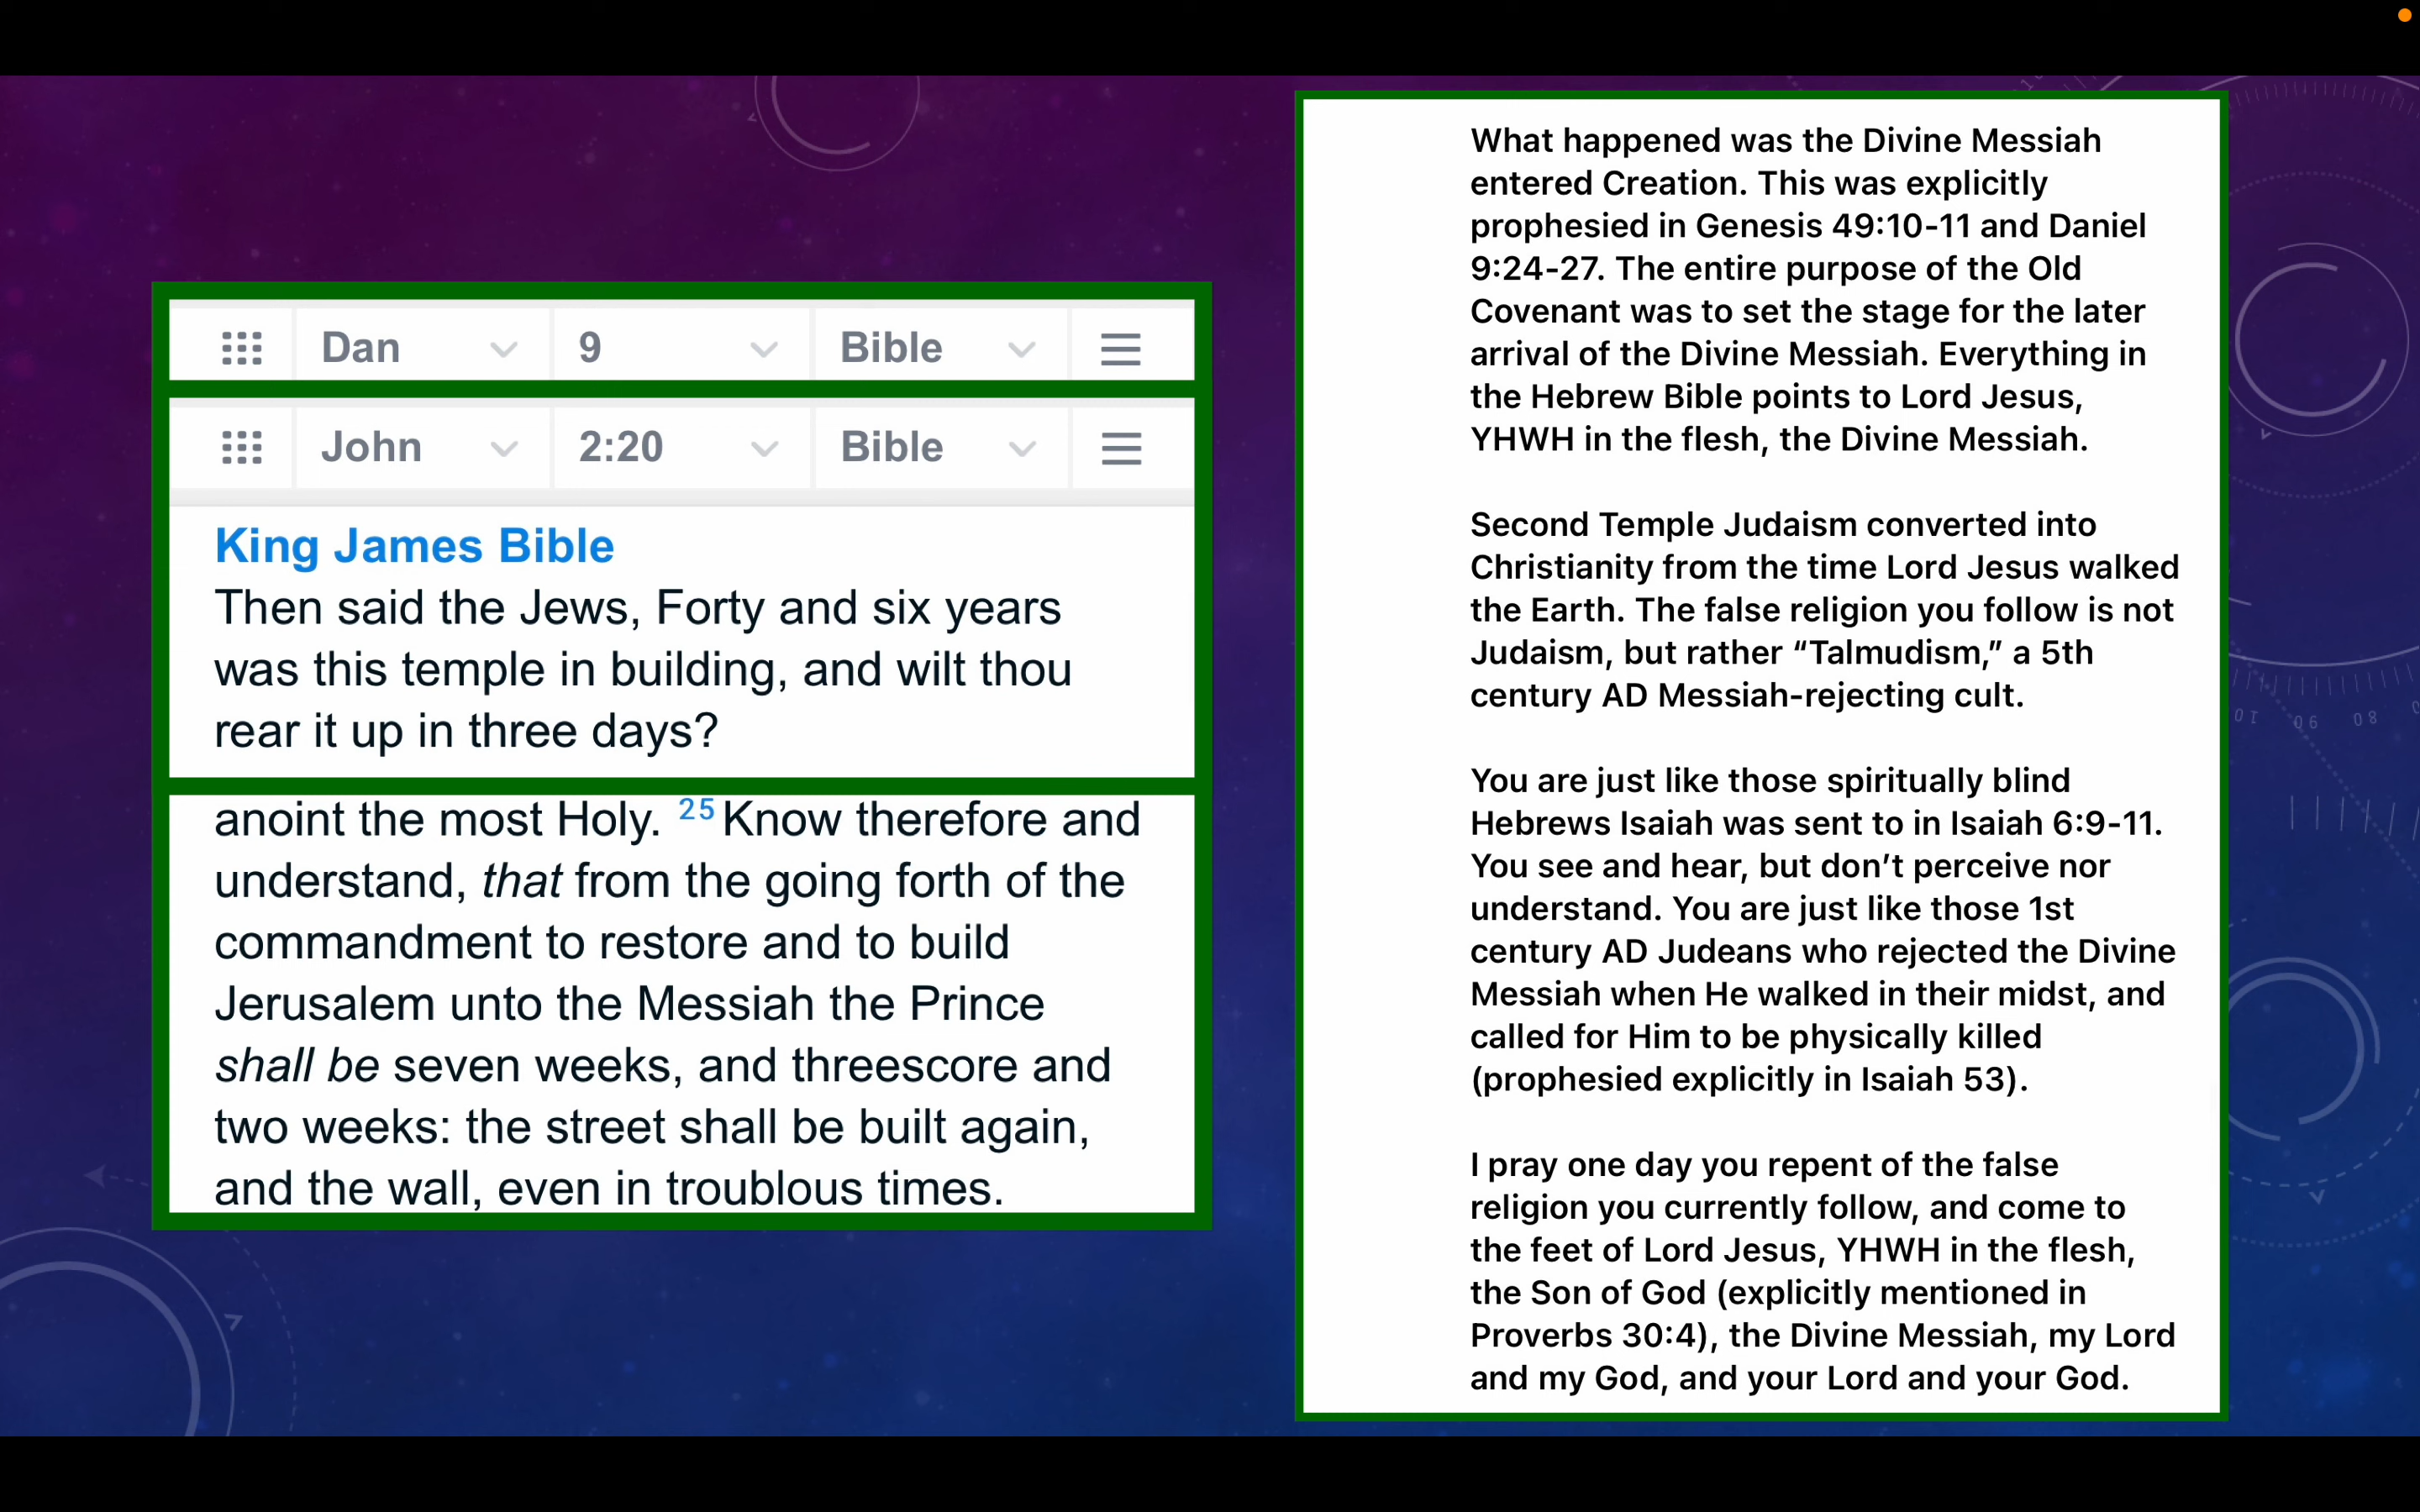 Dan 9 Bible
John 2:20 Bible
King James Bible
Then said the Jews, Forty and six years
was this temple in building, and wilt thou
rear it up in three days?
anoint the most Holy. 25 Know therefore and
understand, that from the going forth of the
commandment to restore and to build
Jerusalem unto the Messiah the Prince
shall be seven weeks, and threescore and
two weeks: the street shall be built again,
and the wall, even in troublous times.
What happened was the Divine Messiah
entered Creation. This was explicitly
prophesied in Genesis 49:10-11 and Daniel
9:24-27. The entire purpose of the Old
Covenant was to set the stage for the later
arrival of the Divine Messiah. Everything in
the Hebrew Bible points to Lord Jesus,
YHWH in the flesh, the Divine Messiah.
Second Temple Judaism converted into
Christianity from the time Lord Jesus walked
the Earth. The false religion you follow is not
Judaism, but rather “Talmudism,” a 5th
century AD Messiah-rejecting cult.
You are just like those spiritually blind
Hebrews Isaiah was sent to in Isaiah 6:9-11.
You see and hear, but don’t perceive nor
understand. You are just like those 1st
century AD Judeans who rejected the Divine
Messiah when He walked in their midst, and
called for Him to be physically killed
(prophesied explicitly in Isaiah 53).
I pray one day you repent of the false
religion you currently follow, and come to
the feet of Lord Jesus, YHWH in the flesh,
the Son of God (explicitly mentioned in
Proverbs 30:4), the Divine Messiah, my Lord
and my God, and your Lord and your God.